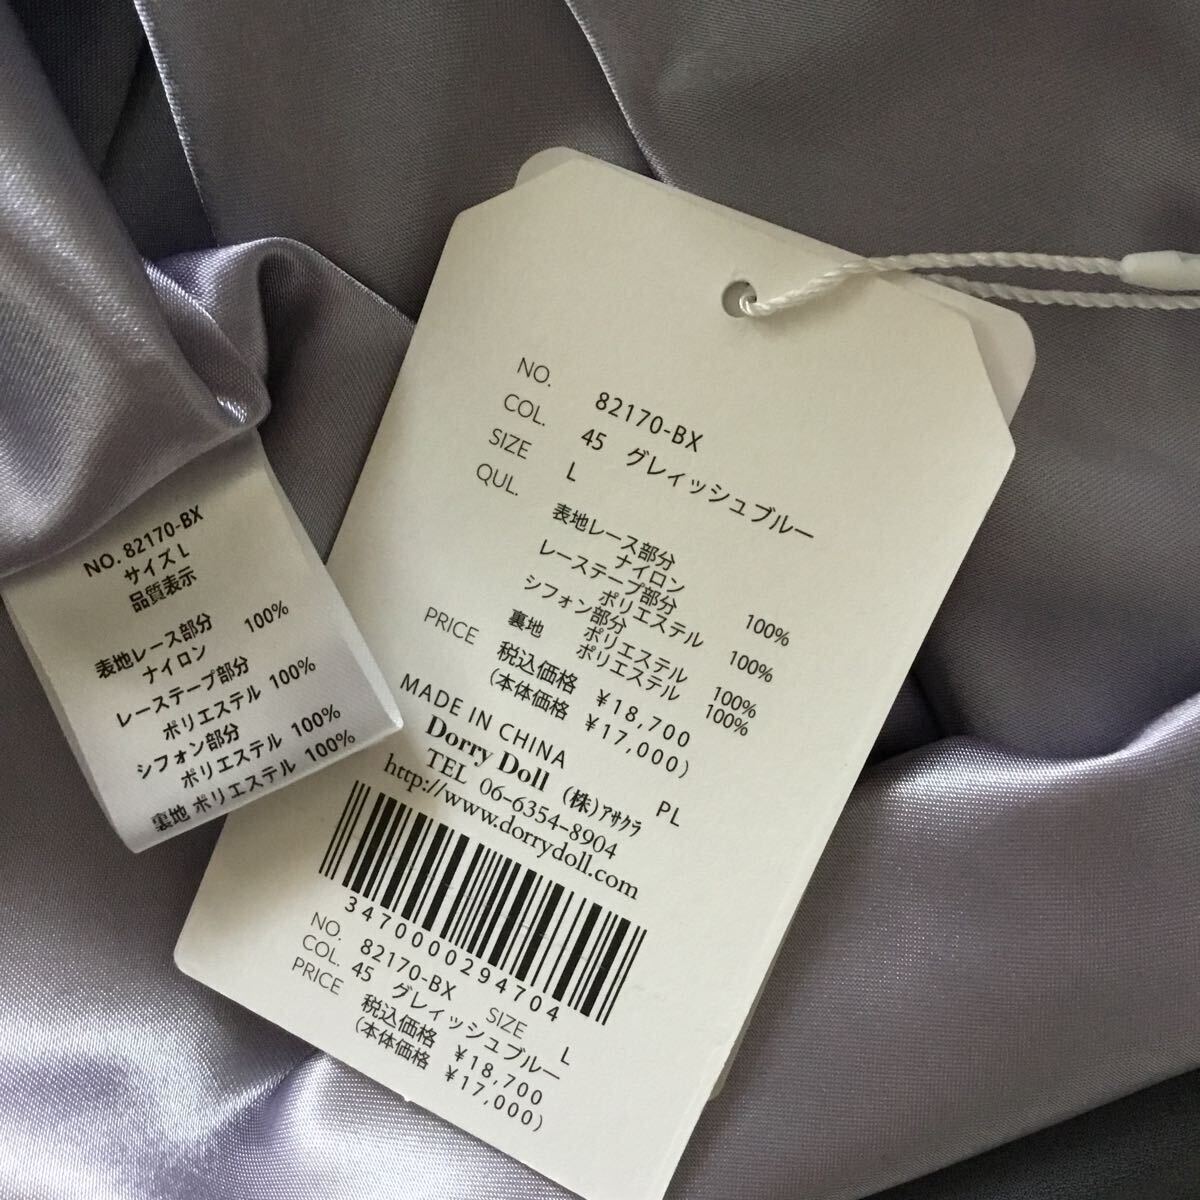 NO. 82170-BX
サイズ L
品質表示
表地レース部分
ナイロン 100%
レーステープ部分
ポリエステル 100%
シフォン部分
ポリエステル 100%
裏地 ポリエステル 100%
NO. 82170-BX
COL. 45 グレィッシュブルー
SIZE L
QUL.
表地レース部分
ナイロン 100%
レーステープ部分
ポリエステル 100%
シフォン部分
ポリエステル 100%
裏地 ポリエステル 100%
PRICE 税込価格 ¥18,700
(本体価格 ¥17,000)
MADE IN CHINA PL
Dorry Doll (株)アサクラ
TEL 06-6354-8904
http://www.dorrydoll.com
3470000294704
NO. 82170-BX SIZE L
COL. 45 グレィッシュブルー
PRICE 税込価格 ¥18,700
(本体価格 ¥17,000)